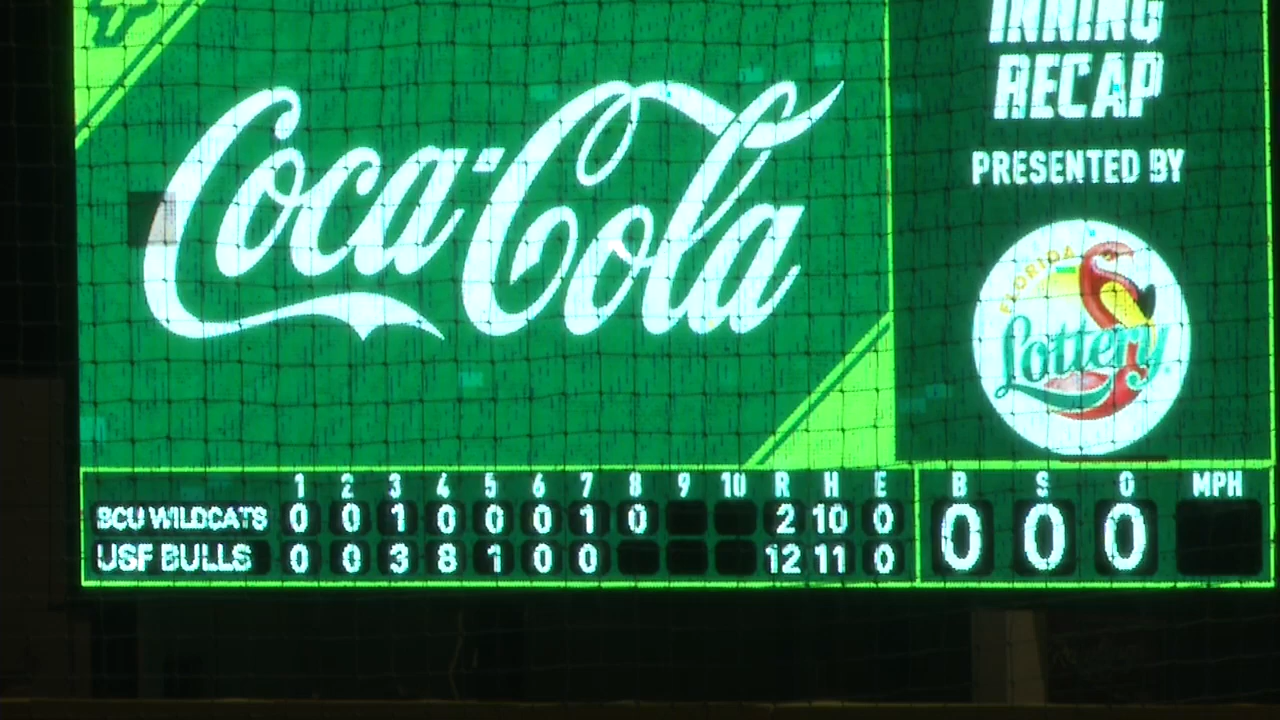 Coca-Cola
INNING
RECAP
PRESENTED BY
FLORIDA
Lottery
1 2 3 4 5 6 7 8 9 10 R H E
BCU WILDCATS 0 0 1 0 0 0 1 0 2 10 0
USF BULLS 0 0 3 8 1 0 0 12 11 0
B S O MPH
0 0 0